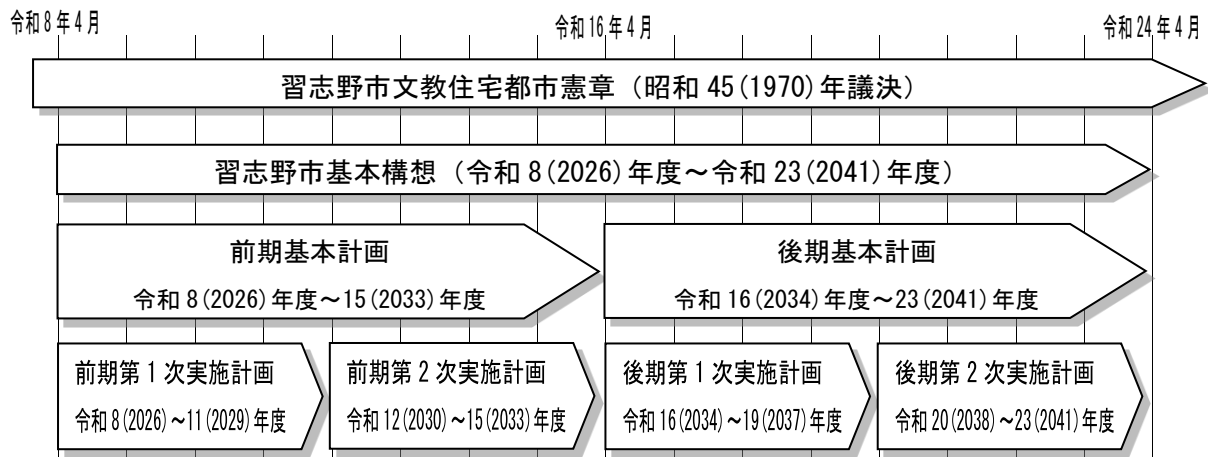 令和8年4月
令和16年4月
令和24年4月
習志野市文教住宅都市憲章（昭和45(1970)年議決）
習志野市基本構想（令和8(2026)年度～令和23(2041)年度）
前期基本計画
令和8(2026)年度～15(2033)年度
後期基本計画
令和16(2034)年度～23(2041)年度
前期第1次実施計画
令和8(2026)～11(2029)年度
前期第2次実施計画
令和12(2030)～15(2033)年度
後期第1次実施計画
令和16(2034)～19(2037)年度
後期第2次実施計画
令和20(2038)～23(2041)年度